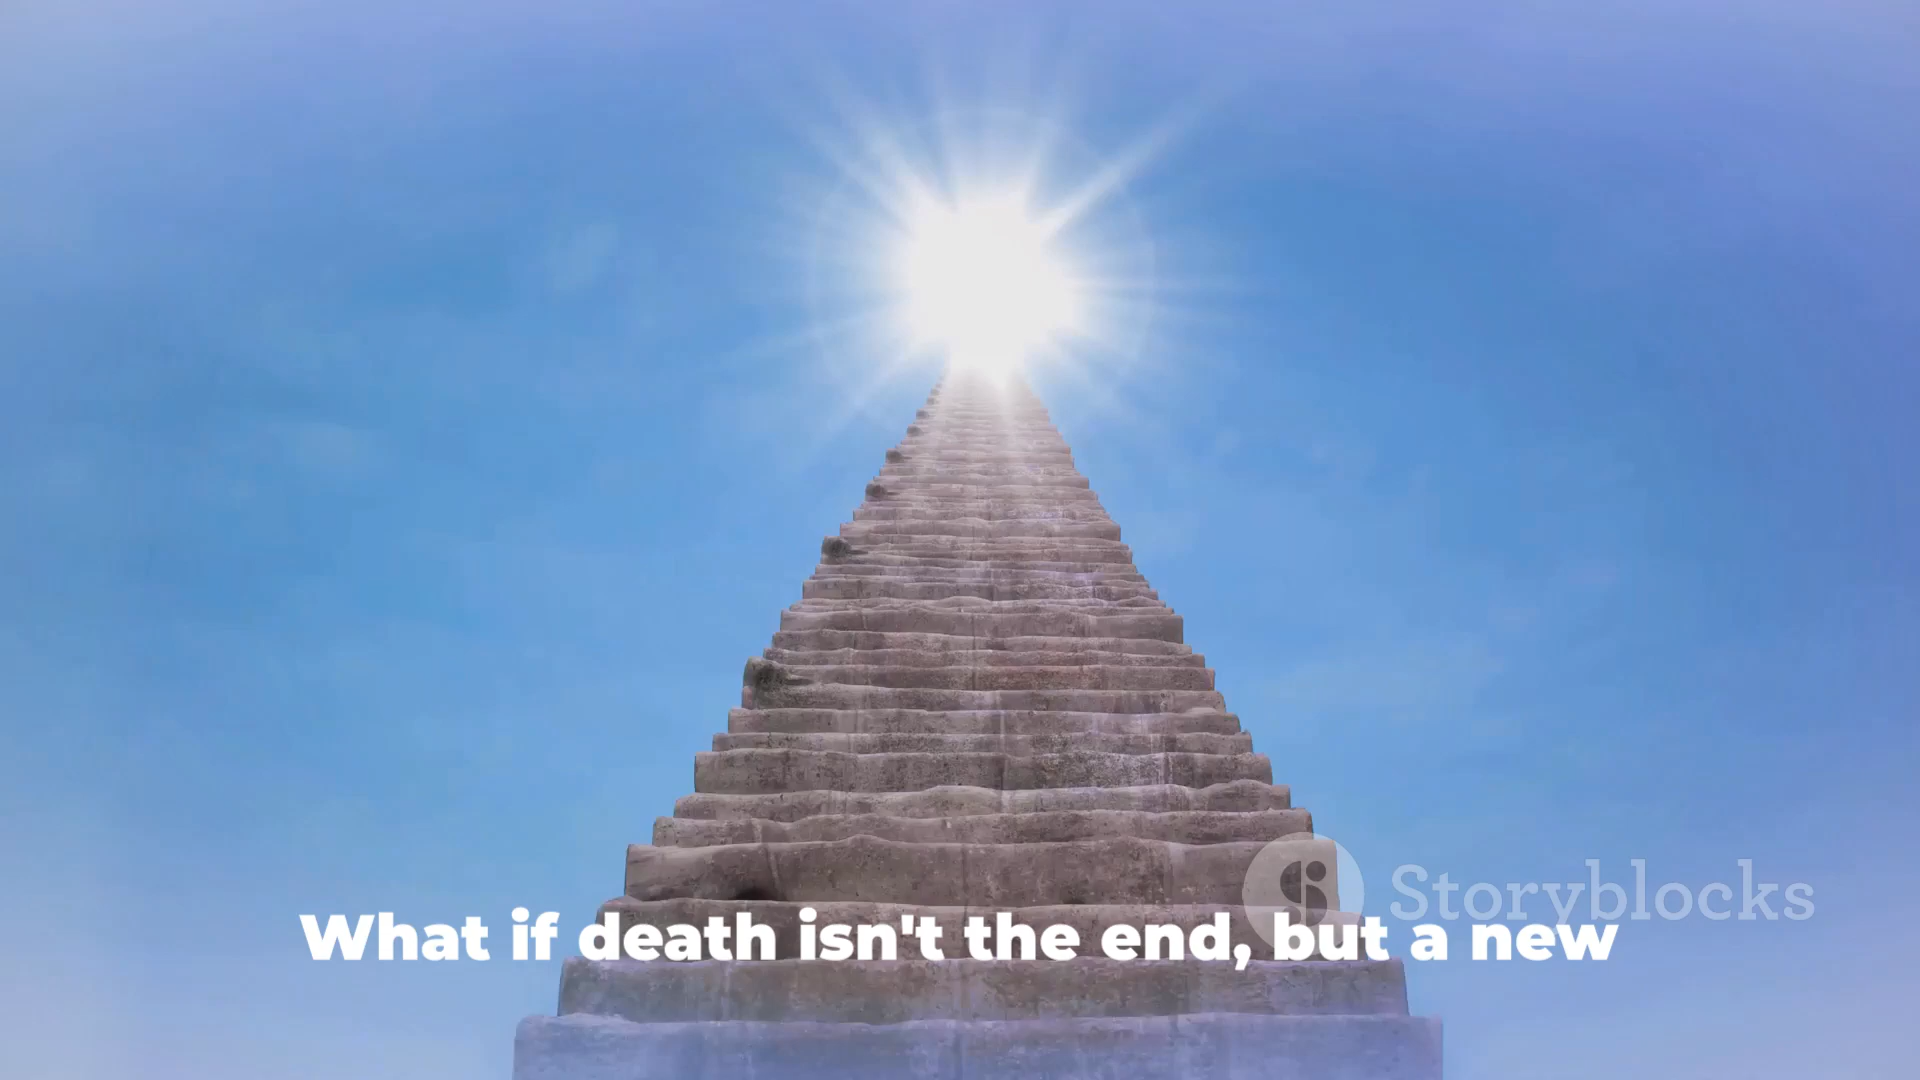 Storyblocks
What if death isn't the end, but a new